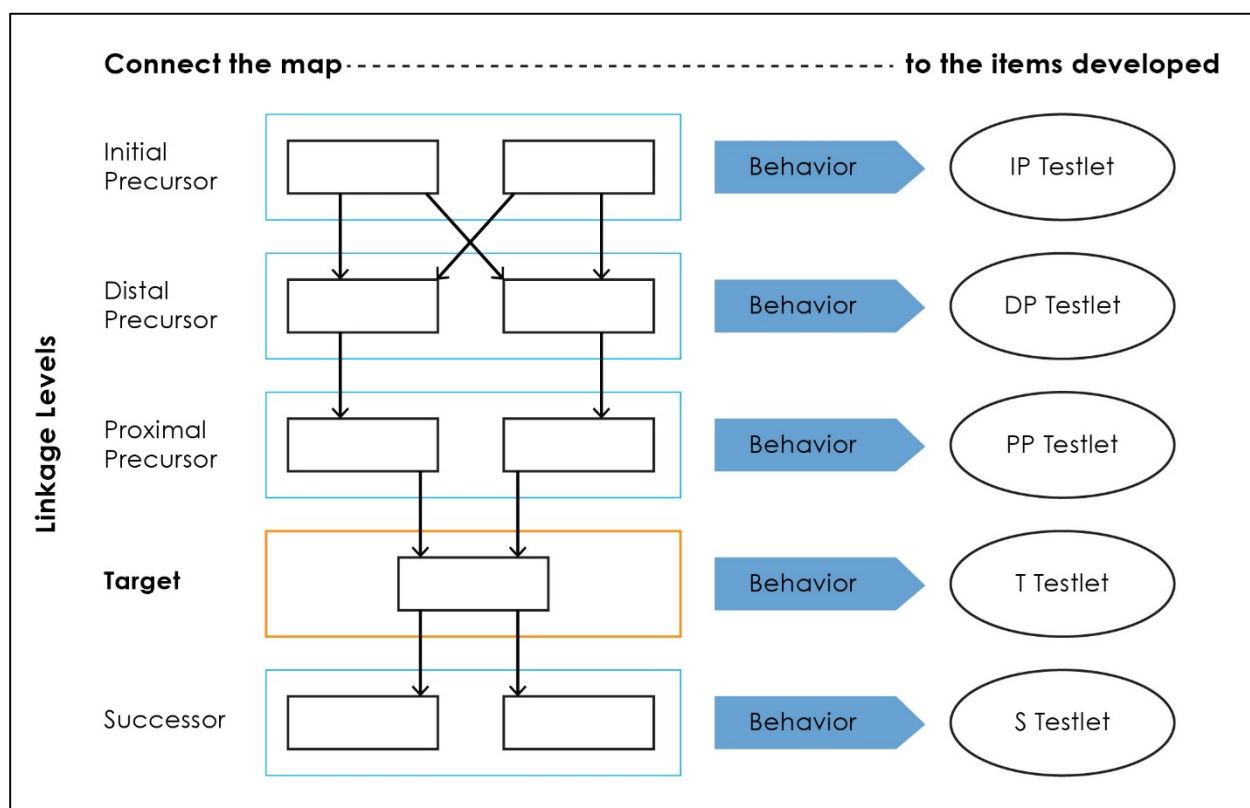 Connect the map to the items developed
Linkage Levels
Initial
Precursor
Behavior
IP Testlet
Distal
Precursor
Behavior
DP Testlet
Proximal
Precursor
Behavior
PP Testlet
Target
Behavior
T Testlet
Successor
Behavior
S Testlet